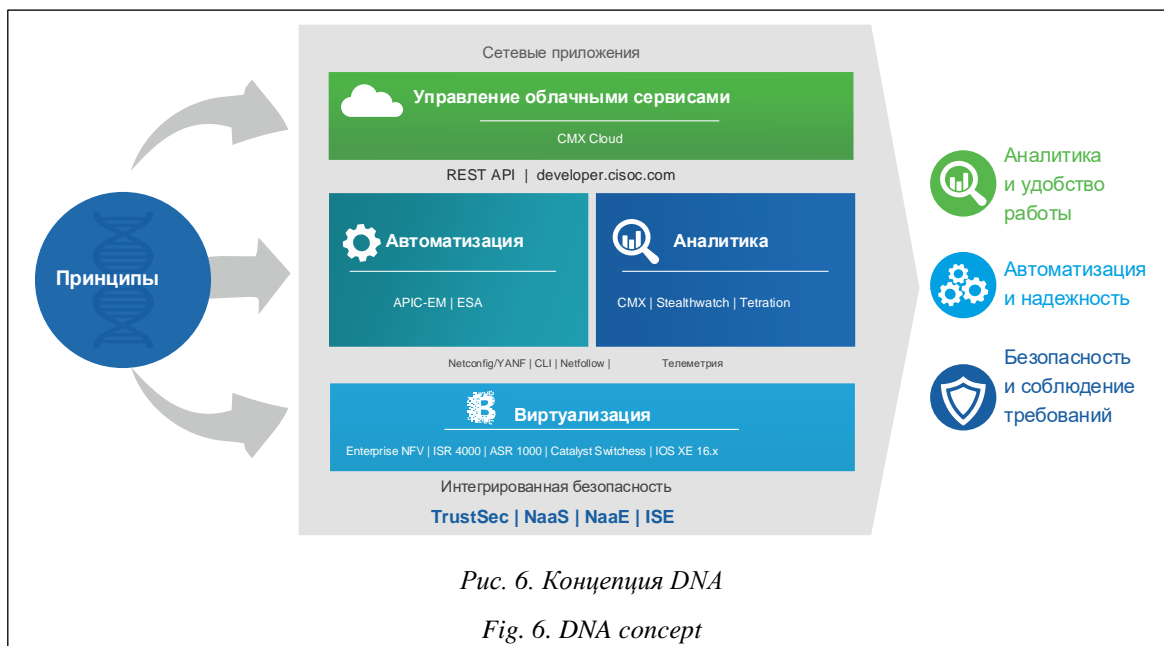 Сетевые приложения
Управление облачными сервисами
CMX Cloud
REST API | developer.cisoc.com
Принципы
Автоматизация
APIC-EM | ESA
Аналитика
CMX | Stealthwatch | Tetration
Netconfig/YANF | CLI | Netfollow | Телеметрия
Виртуализация
Enterprise NFV | ISR 4000 | ASR 1000 | Catalyst Switchess | IOS XE 16.x
Интегрированная безопасность
TrustSec | NaaS | NaaE | ISE
Аналитика
и удобство
работы
Автоматизация
и надежность
Безопасность
и соблюдение
требований
Рис. 6. Концепция DNA
Fig. 6. DNA concept